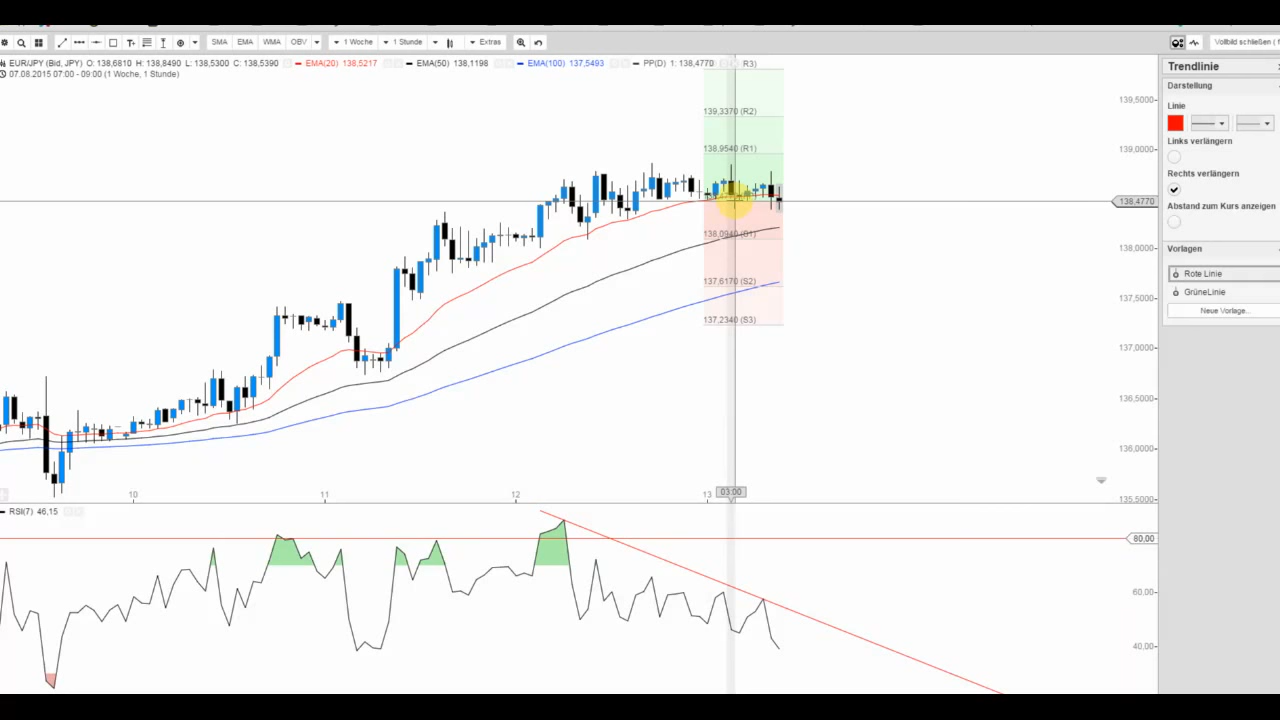 SMA EMA WMA OBV 1 Woche 1 Stunde Extras Vollbild schließen
EUR/JPY (Bid, JPY) O: 138,6810 H: 138,8490 L: 138,5300 C: 138,5390 EMA(20) 138,5217 EMA(50) 138,1198 EMA(100) 137,5493 PP(D) 1: 138,4770 R3)
07.08.2015 07:00 - 09:00 (1 Woche, 1 Stunde)
139,3370 (R2)
138,9540 (R1)
138,0940 (S1)
137,6170 (S2)
137,2340 (S3)
139,5000
139,0000
138,4770
138,0000
137,5000
137,0000
136,5000
136,0000
135,5000
10 11 12 13 03:00
RSI(7) 46,15
80,00
60,00
40,00
Trendlinie
Darstellung
Linie
Links verlängern
Rechts verlängern
Abstand zum Kurs anzeigen
Vorlagen
Rote Linie
GrüneLinie
Neue Vorlage...